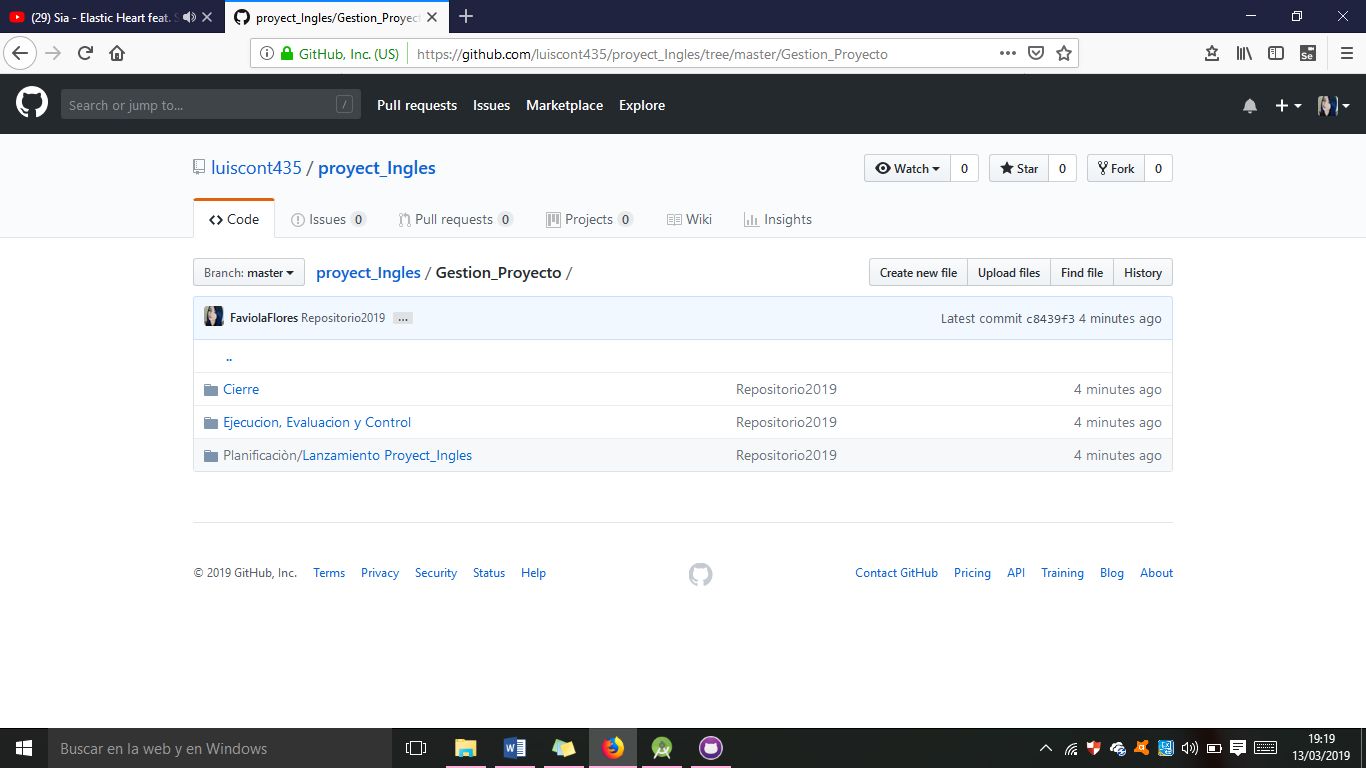 (29) Sia - Elastic Heart feat. S
proyect_Ingles/Gestion_Proyect
GitHub, Inc. (US) https://github.com/luiscont435/proyect_Ingles/tree/master/Gestion_Proyecto
Search or jump to... / Pull requests Issues Marketplace Explore
luiscont435 / proyect_Ingles Watch 0 Star 0 Fork 0
Code Issues 0 Pull requests 0 Projects 0 Wiki Insights
Branch: master proyect_Ingles / Gestion_Proyecto / Create new file Upload files Find file History
FaviolaFlores Repositorio2019 ... Latest commit c8439f3 4 minutes ago
..
Cierre Repositorio2019 4 minutes ago
Ejecucion, Evaluacion y Control Repositorio2019 4 minutes ago
Planificaciòn/Lanzamiento Proyect_Ingles Repositorio2019 4 minutes ago
© 2019 GitHub, Inc. Terms Privacy Security Status Help Contact GitHub Pricing API Training Blog About
Buscar en la web y en Windows
19:19
13/03/2019